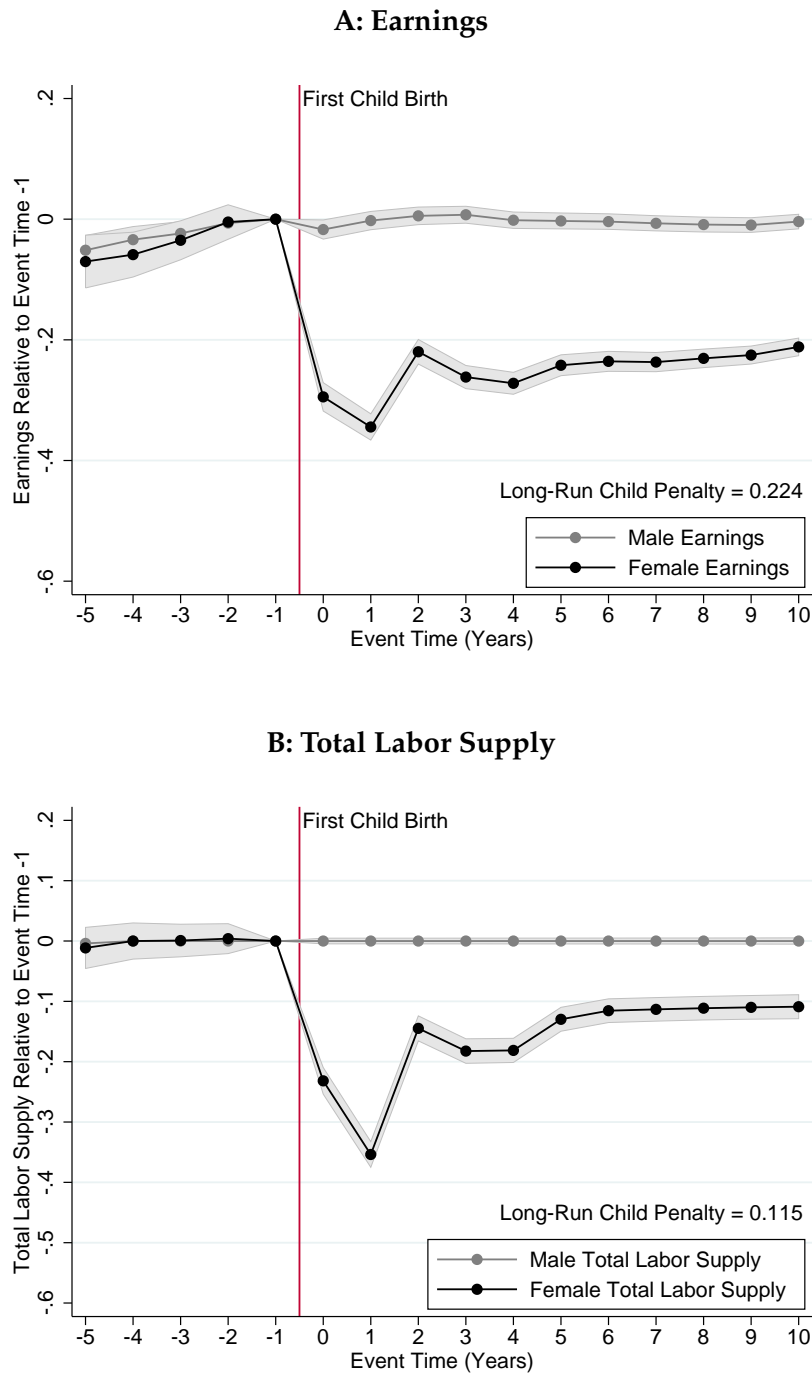 A: Earnings
Earnings Relative to Event Time -1
.2
0
-.2
-.4
-.6
First Child Birth
Long-Run Child Penalty = 0.224
Male Earnings
Female Earnings
-5 -4 -3 -2 -1 0 1 2 3 4 5 6 7 8 9 10
Event Time (Years)
B: Total Labor Supply
Total Labor Supply Relative to Event Time -1
.2
.1
0
-.1
-.2
-.3
-.4
-.5
-.6
First Child Birth
Long-Run Child Penalty = 0.115
Male Total Labor Supply
Female Total Labor Supply
-5 -4 -3 -2 -1 0 1 2 3 4 5 6 7 8 9 10
Event Time (Years)